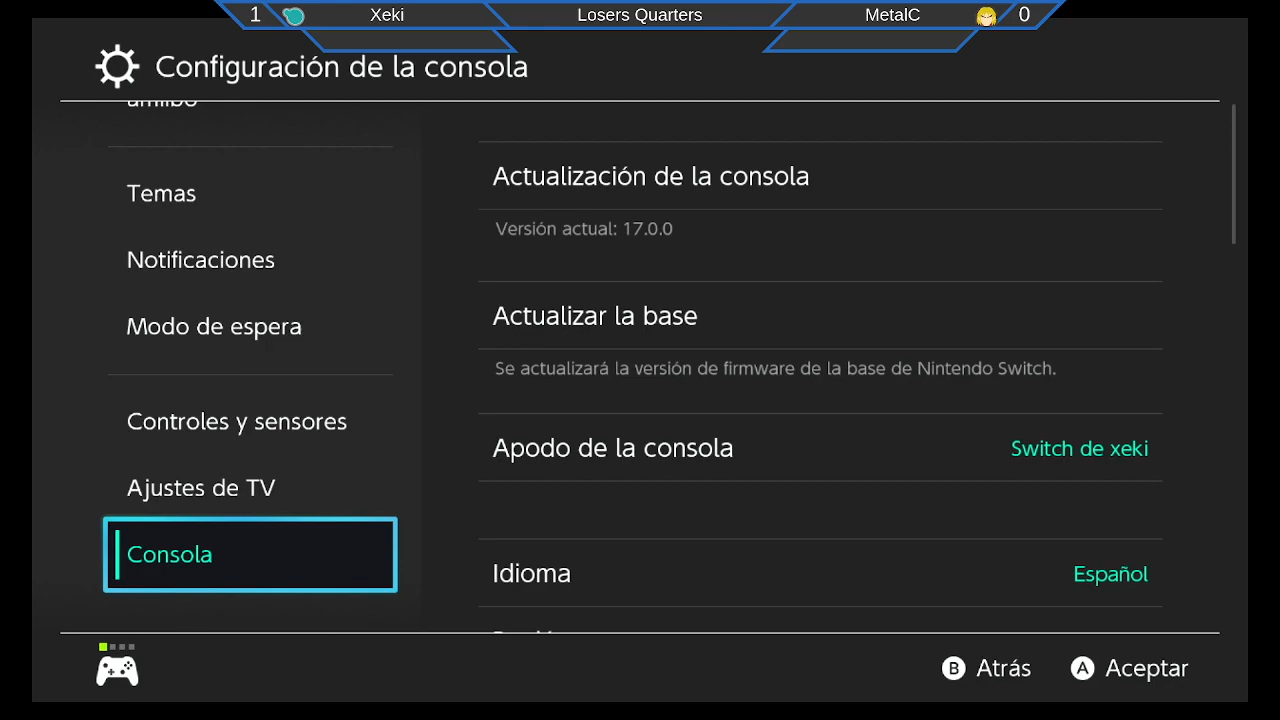 1 Xeki Losers Quarters MetalC 0
Configuración de la consola
amiibo
Temas
Notificaciones
Modo de espera
Controles y sensores
Ajustes de TV
Consola
Actualización de la consola
Versión actual: 17.0.0
Actualizar la base
Se actualizará la versión de firmware de la base de Nintendo Switch.
Apodo de la consola Switch de xeki
Idioma Español
B Atrás A Aceptar